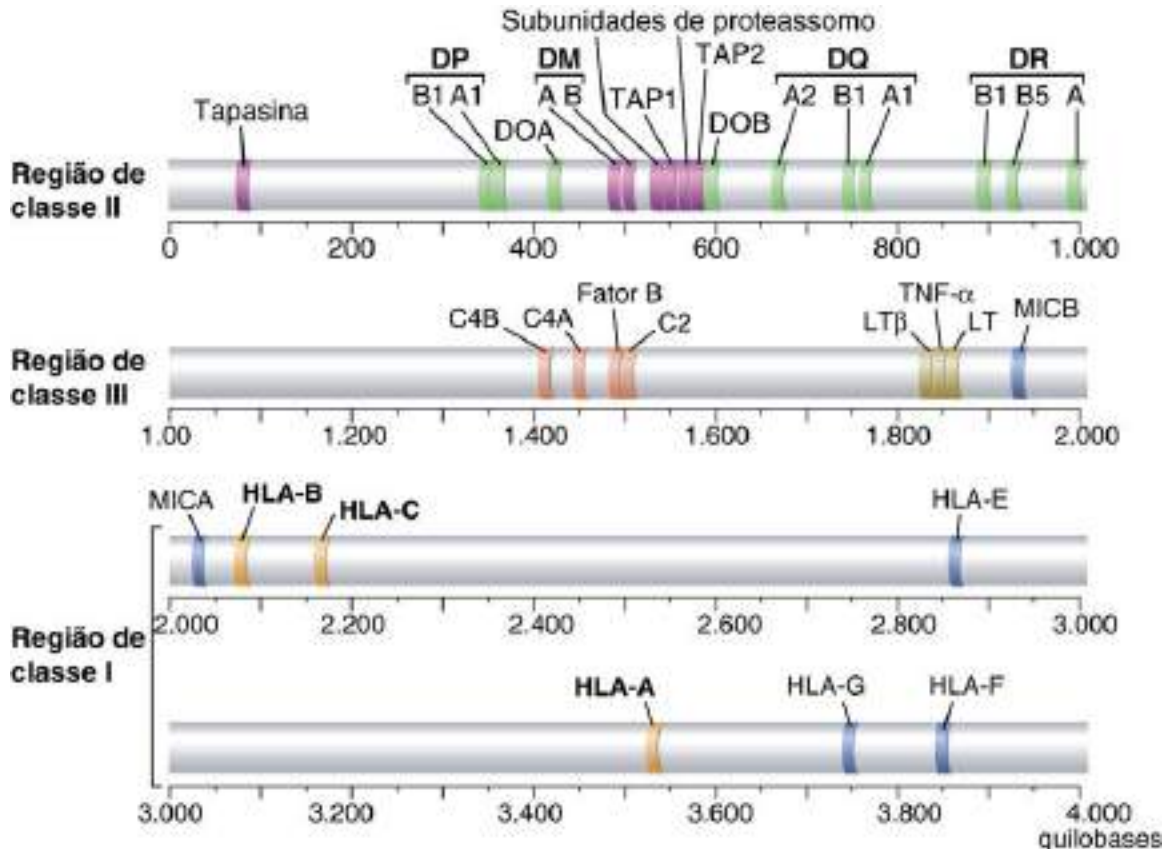 Subunidades de proteassomo
DP DM TAP2 DQ DR
B1 A1 A B TAP1 A2 B1 A1 B1 B5 A
Tapasina DOA DOB
Região de
classe II
0 200 400 600 800 1.000
Fator B TNF-α
C4B C4A C2 LTβ LT MICB
Região de
classe III
1.00 1.200 1.400 1.600 1.800 2.000
MICA HLA-B HLA-C HLA-E
2.000 2.200 2.400 2.600 2.800 3.000
Região de
classe I
HLA-A HLA-G HLA-F
3.000 3.200 3.400 3.600 3.800 4.000
quilobases